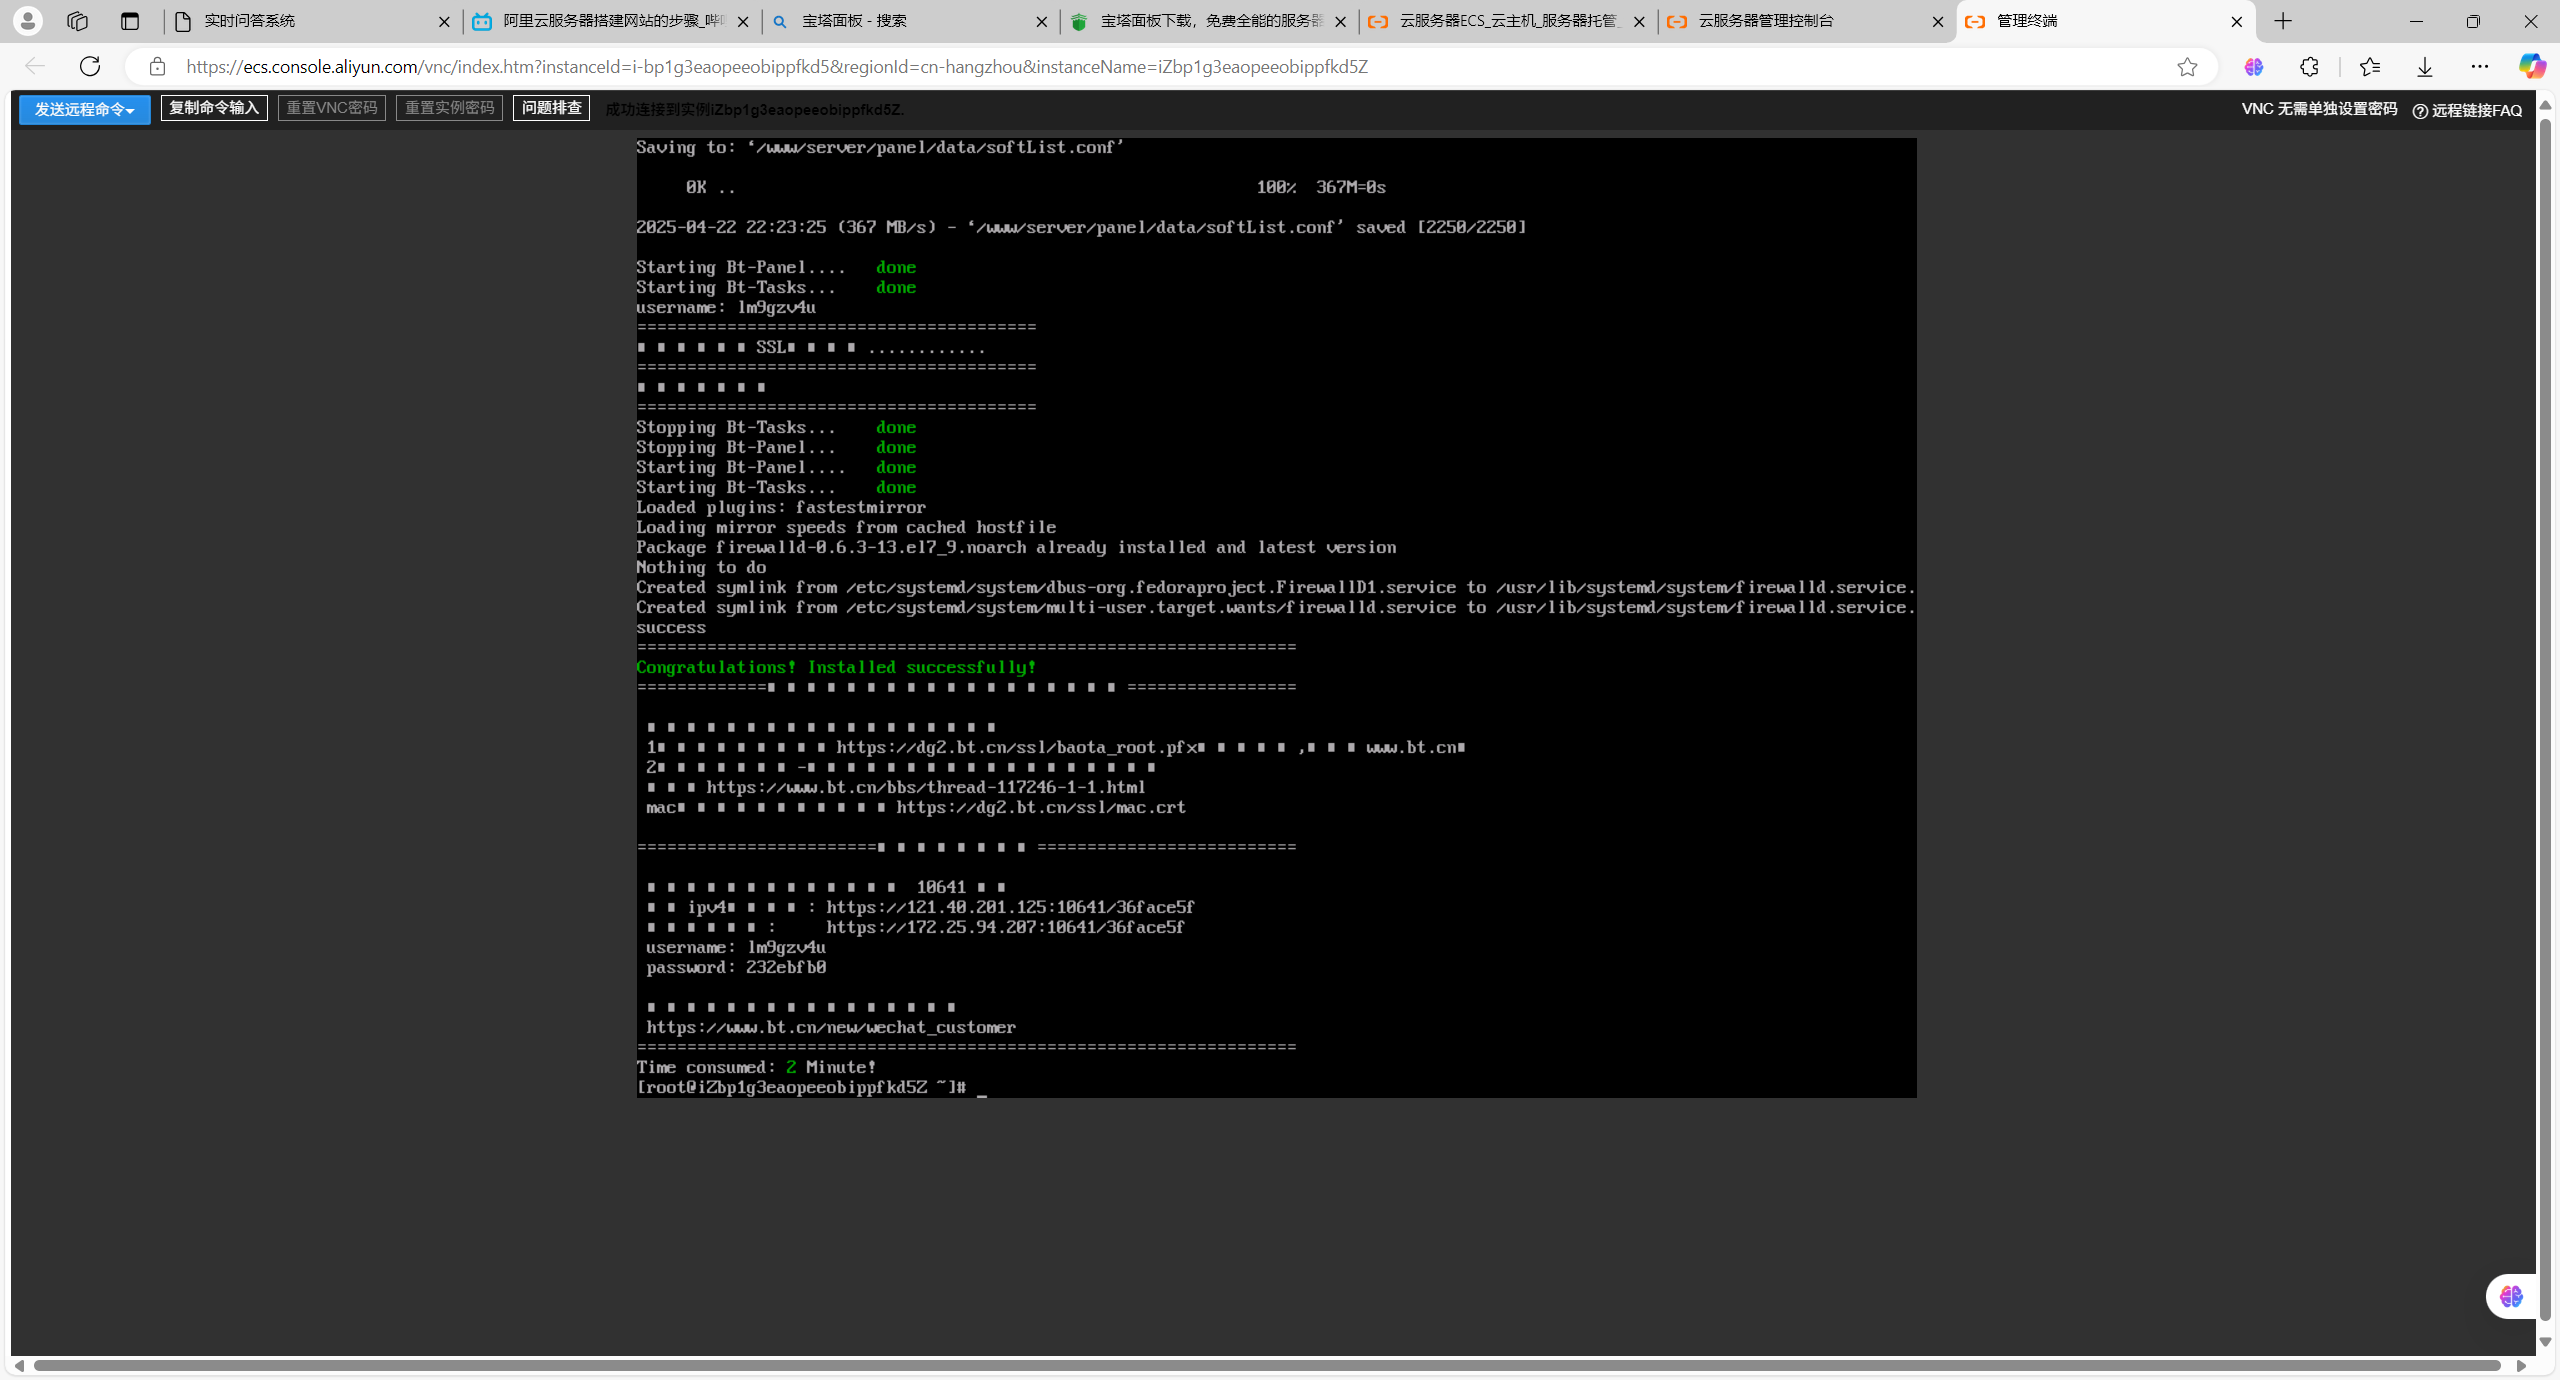 实时问答系统
阿里云服务器搭建网站的步骤_哔
宝塔面板 - 搜索
宝塔面板下载，免费全能的服务器
云服务器ECS_云主机_服务器托管_
云服务器管理控制台
管理终端
https://ecs.console.aliyun.com/vnc/index.htm?instanceId=i-bp1g3eaopeeobippfkd5&regionId=cn-hangzhou&instanceName=iZbp1g3eaopeeobippfkd5Z
发送远程命令 复制命令输入 重置VNC密码 重置实例密码 问题排查 成功连接到实例iZbp1g3eaopeeobippfkd5Z. VNC 无需单独设置密码 远程链接FAQ
Saving to: ‘/www/server/panel/data/softList.conf’
0K .. 100% 367M=0s
2025-04-22 22:23:25 (367 MB/s) - ‘/www/server/panel/data/softList.conf’ saved [2250/2250]
Starting Bt-Panel.... done
Starting Bt-Tasks... done
username: lm9gzv4u
========================================
SSL ............
========================================
========================================
Stopping Bt-Tasks... done
Stopping Bt-Panel... done
Starting Bt-Panel.... done
Starting Bt-Tasks... done
Loaded plugins: fastestmirror
Loading mirror speeds from cached hostfile
Package firewalld-0.6.3-13.el7_9.noarch already installed and latest version
Nothing to do
Created symlink from /etc/systemd/system/dbus-org.fedoraproject.FirewallD1.service to /usr/lib/systemd/system/firewalld.service.
Created symlink from /etc/systemd/system/multi-user.target.wants/firewalld.service to /usr/lib/systemd/system/firewalld.service.
success
==================================================================
Congratulations! Installed successfully!
============= =================
1 https://dg2.bt.cn/ssl/baota_root.pfx , www.bt.cn
2 -
https://www.bt.cn/bbs/thread-117246-1-1.html
mac https://dg2.bt.cn/ssl/mac.crt
======================== ==========================
10641
ipv4 : https://121.40.201.125:10641/36face5f
: https://172.25.94.207:10641/36face5f
username: lm9gzv4u
password: 232ebfb0
https://www.bt.cn/new/wechat_customer
==================================================================
Time consumed: 2 Minute!
[root@iZbp1g3eaopeeobippfkd5Z ~]# _